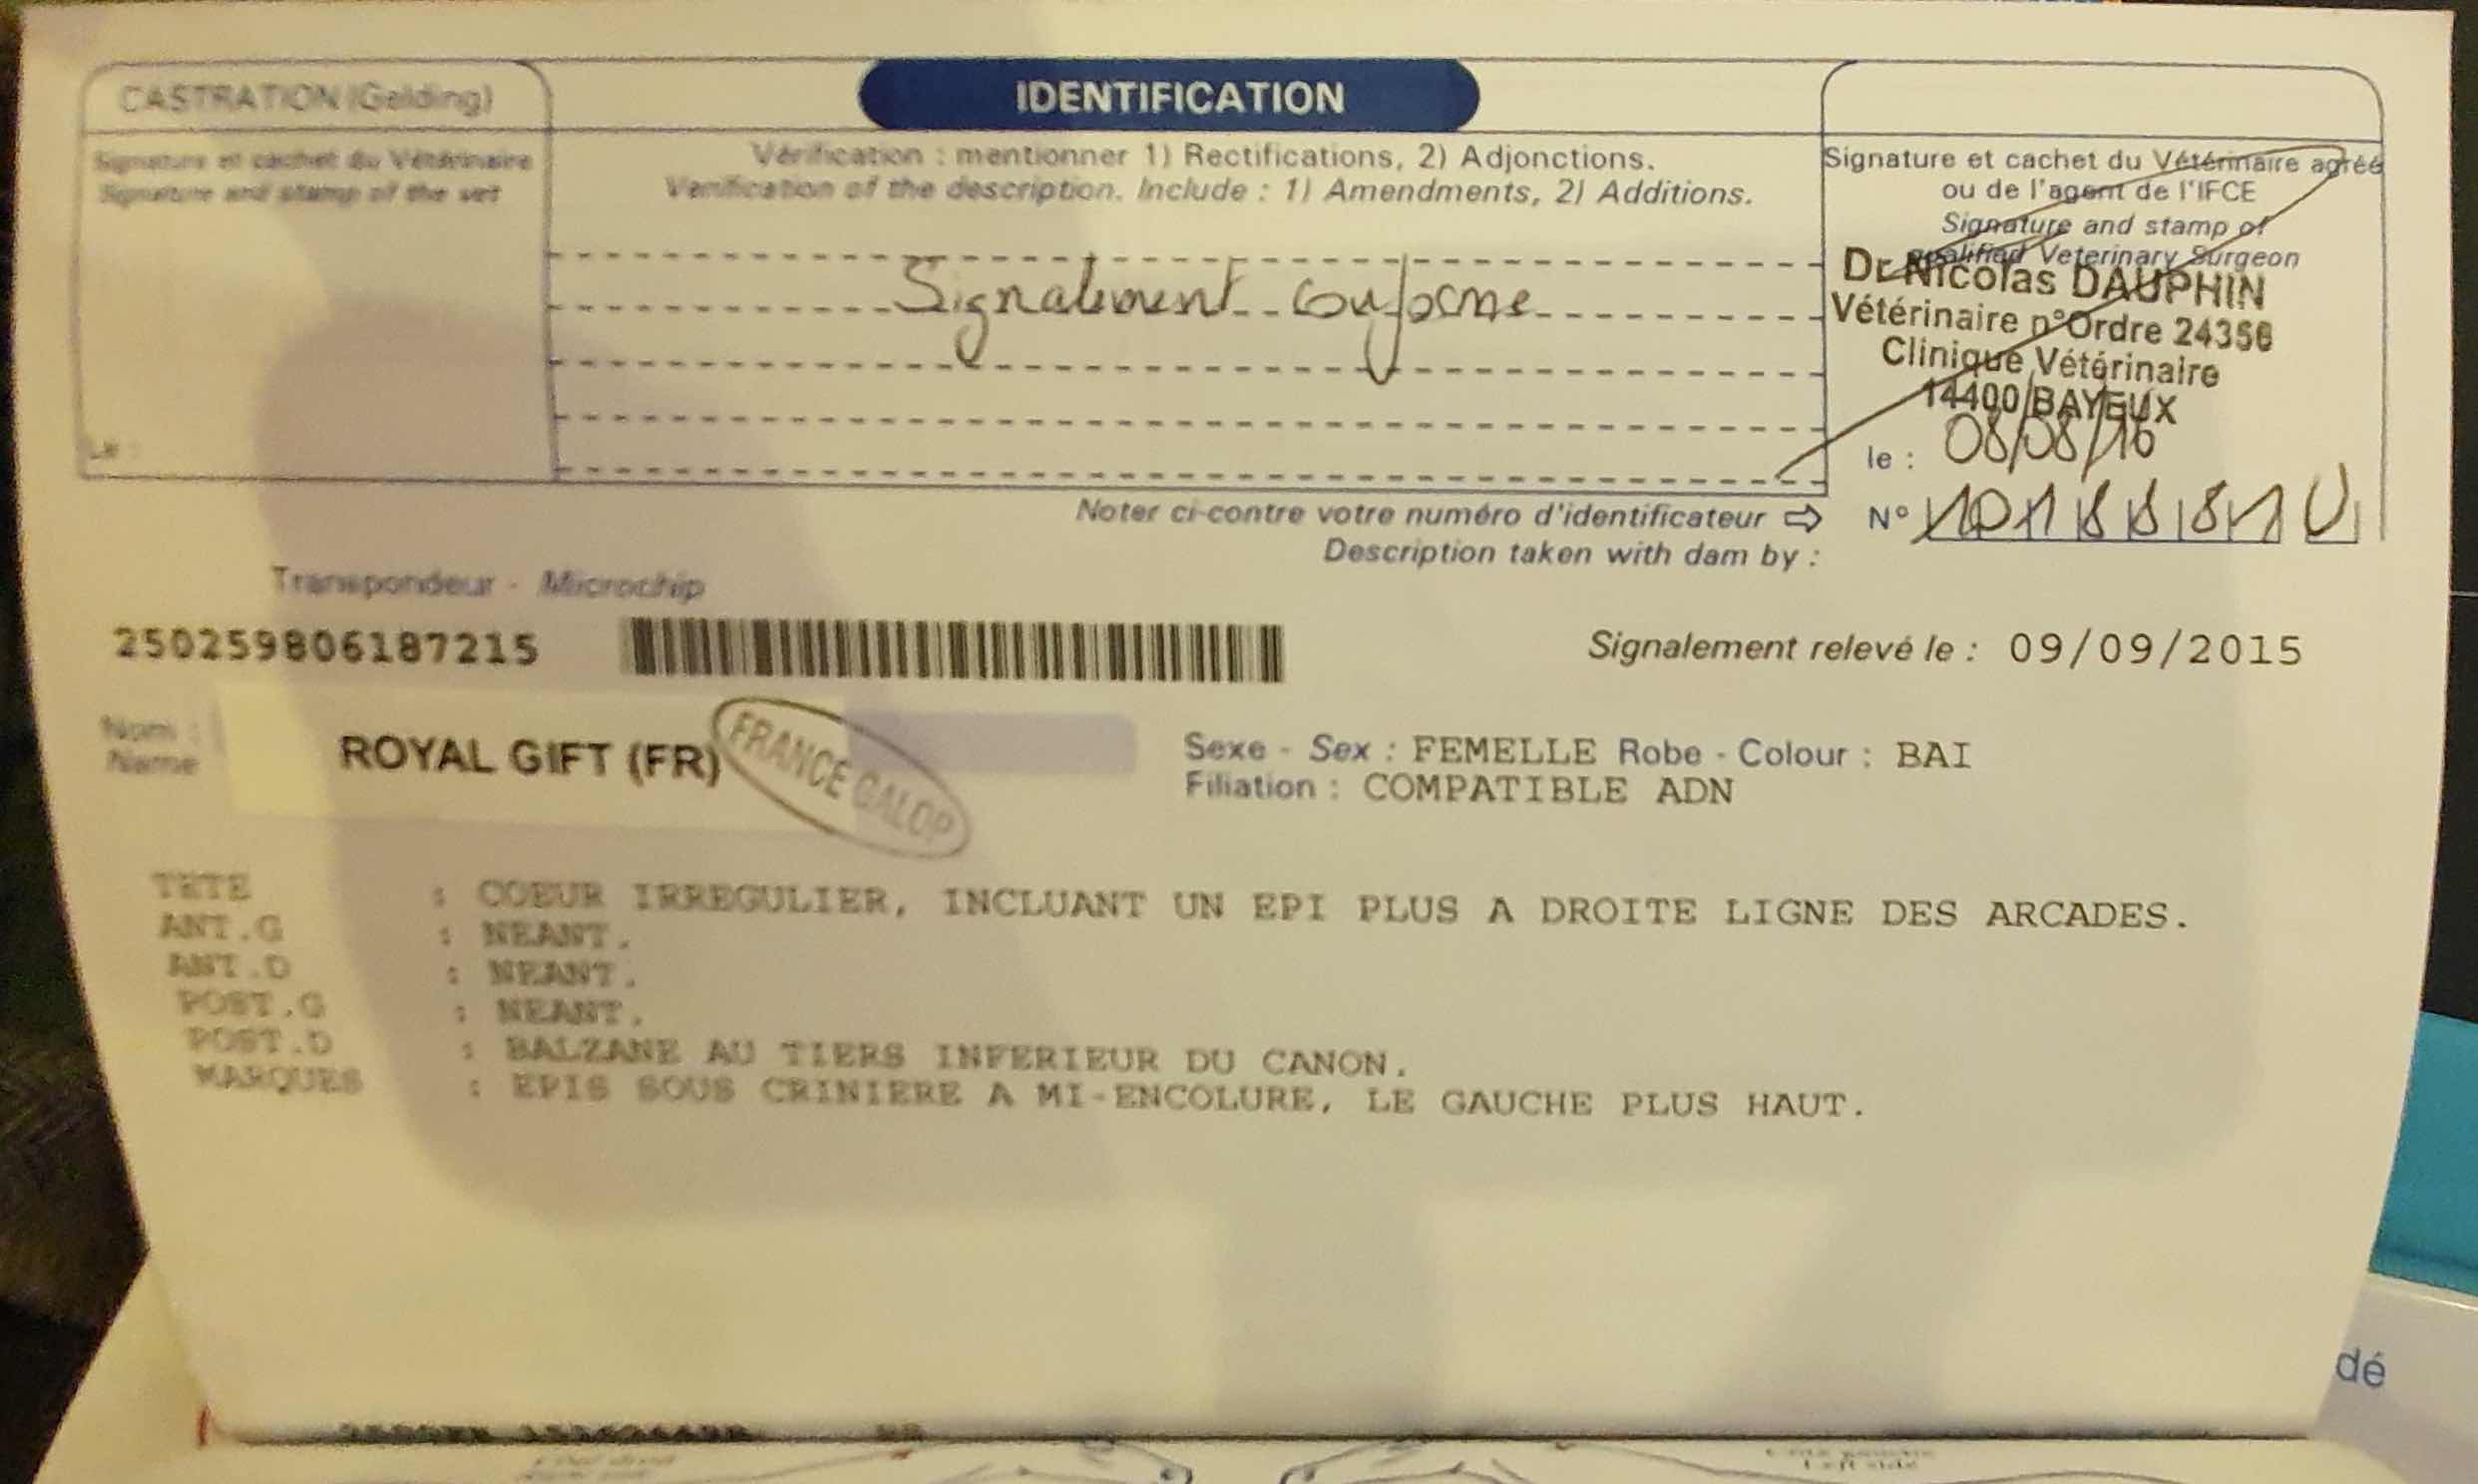 CASTRATION (Gelding)
IDENTIFICATION
Signature et cachet du Vétérinaire
Signature and stamp of the vet
Vérification : mentionner 1) Rectifications, 2) Adjonctions.
Verification of the description. Include : 1) Amendments, 2) Additions.
Signature et cachet du Vétérinaire agréé
ou de l'agent de l'IFCE
Signature and stamp of
qualified Veterinary Surgeon
Signalement conforme
Dr Nicolas DAUPHIN
Vétérinaire n°Ordre 24356
Clinique Vétérinaire
14400 BAYEUX
Le :
le : 08/08/16
Noter ci-contre votre numéro d'identificateur ⇨ N°
Description taken with dam by :
Transpondeur - Microchip
250259806187215
Signalement relevé le : 09/09/2015
Nom :
Name
ROYAL GIFT (FR)
FRANCE GALOP
Sexe - Sex : FEMELLE Robe - Colour : BAI
Filiation : COMPATIBLE ADN
TETE : COEUR IRREGULIER, INCLUANT UN EPI PLUS A DROITE LIGNE DES ARCADES.
ANT.G : NEANT.
ANT.D : NEANT.
POST.G : NEANT.
POST.D : BALZANE AU TIERS INFERIEUR DU CANON.
MARQUES : EPIS SOUS CRINIERE A MI-ENCOLURE, LE GAUCHE PLUS HAUT.
dé
Left side